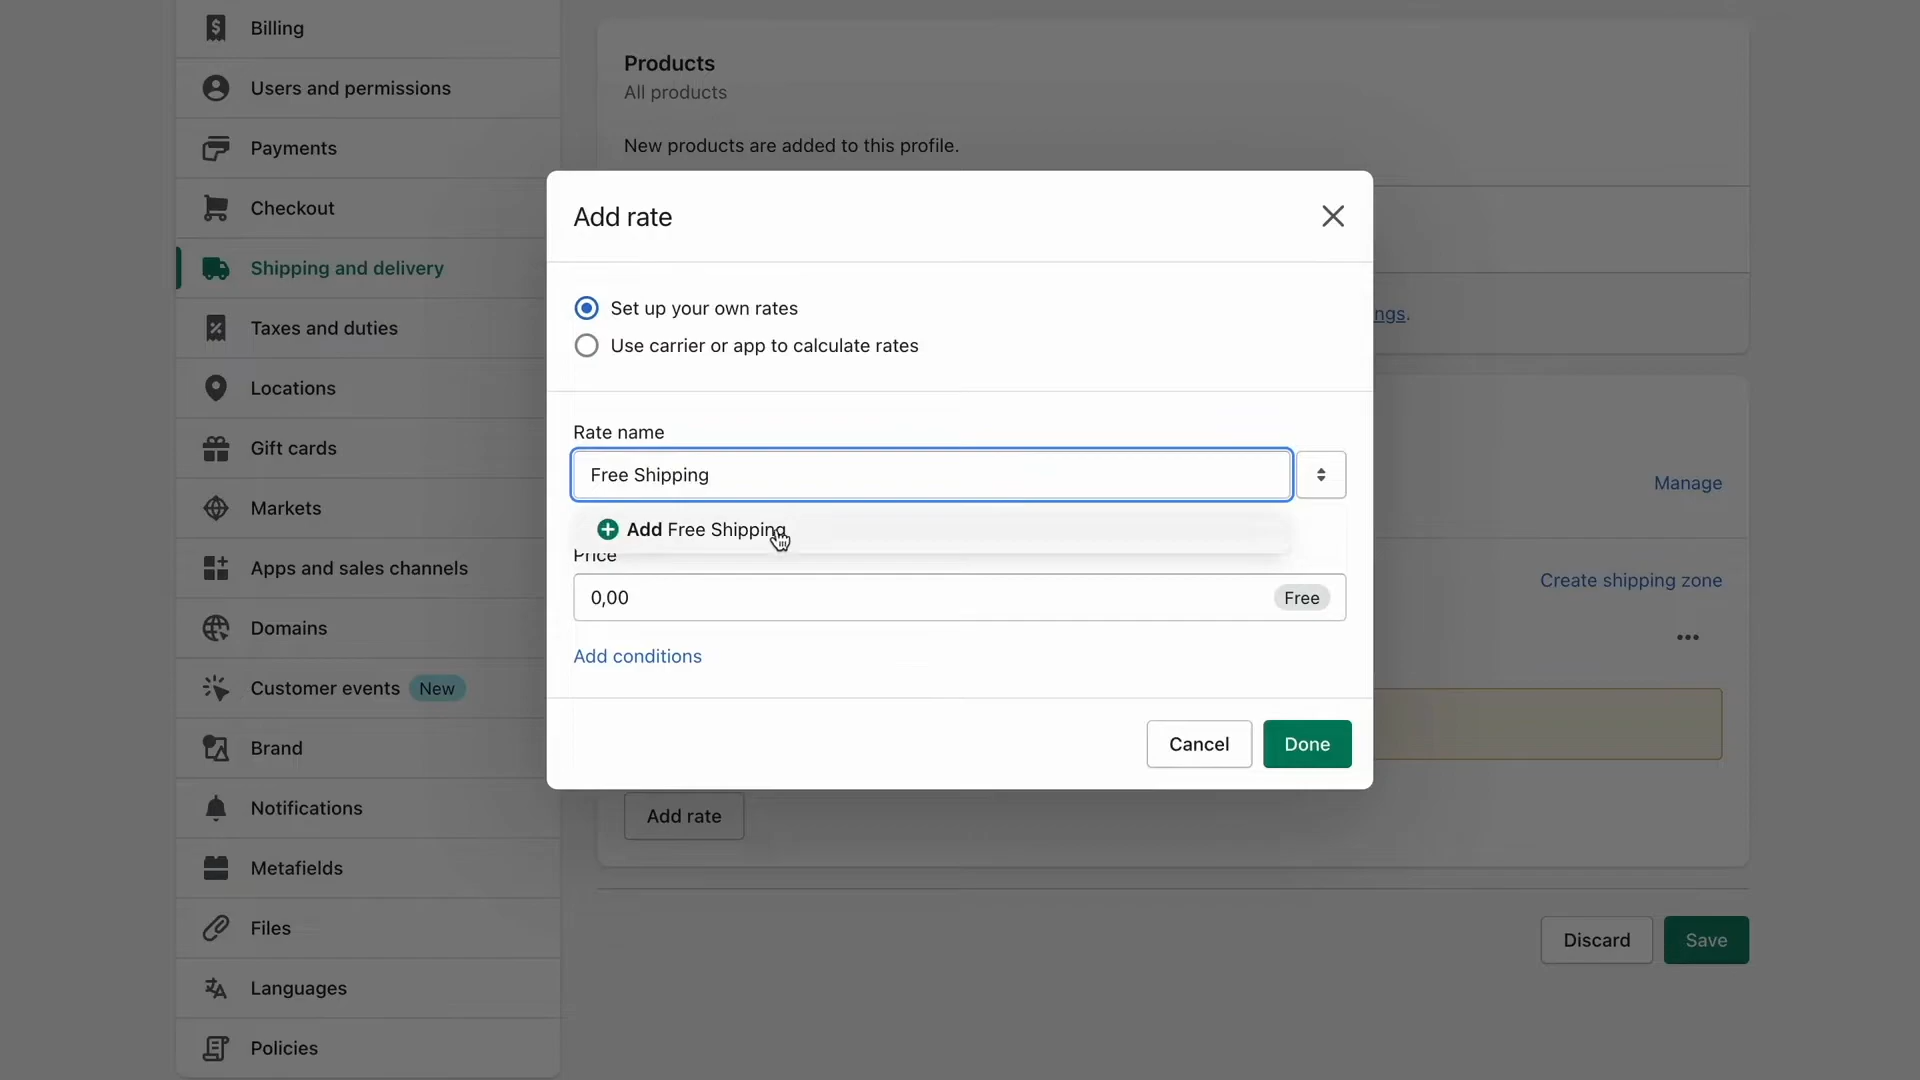 Billing
Users and permissions
Payments
Checkout
Shipping and delivery
Taxes and duties
Locations
Gift cards
Markets
Apps and sales channels
Domains
Customer events New
Brand
Notifications
Metafields
Files
Languages
Policies
Products
All products
New products are added to this profile.
ngs.
Manage
Create shipping zone
Add rate
Set up your own rates
Use carrier or app to calculate rates
Rate name
Free Shipping
Add Free Shipping
Price
0,00 Free
Add conditions
Cancel Done
Add rate
Discard Save